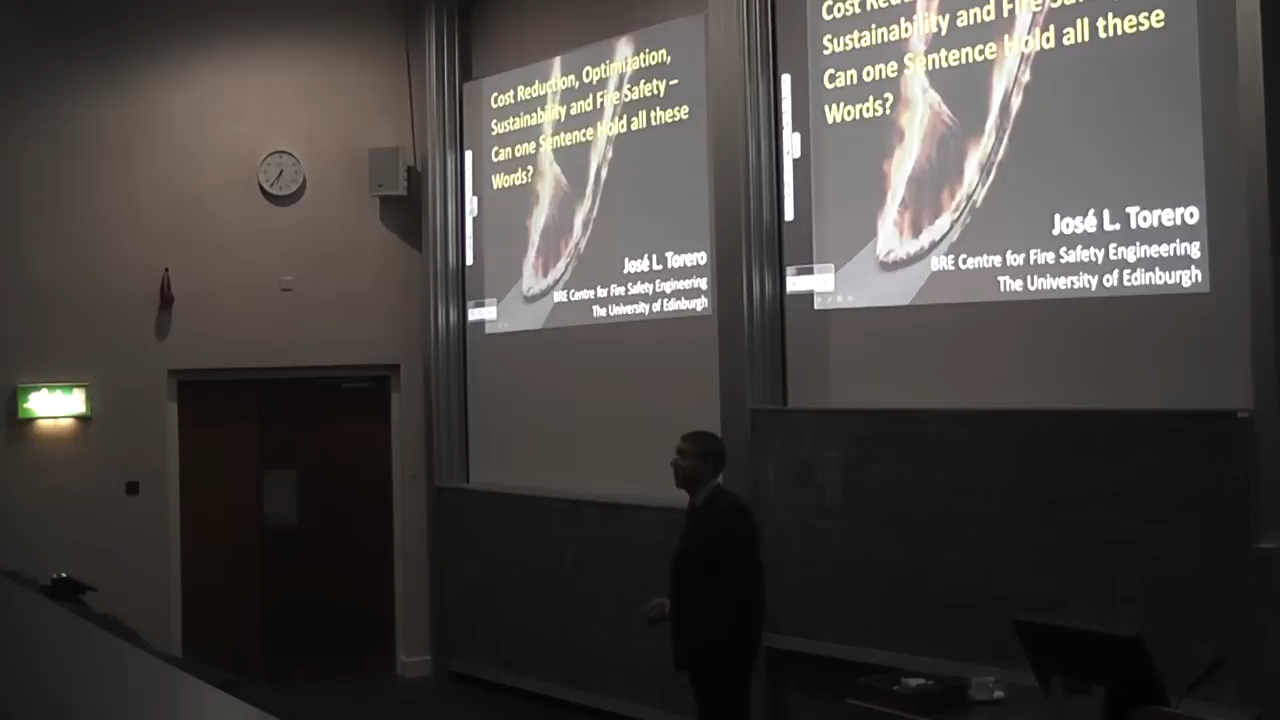 Cost Reduction, Optimization,
Sustainability and Fire Safety –
Can one Sentence Hold all these
Words?
José L. Torero
BRE Centre for Fire Safety Engineering
The University of Edinburgh
Sustainability and Fire
Can one Sentence Hold all these
Words?
José L. Torero
BRE Centre for Fire Safety Engineering
The University of Edinburgh